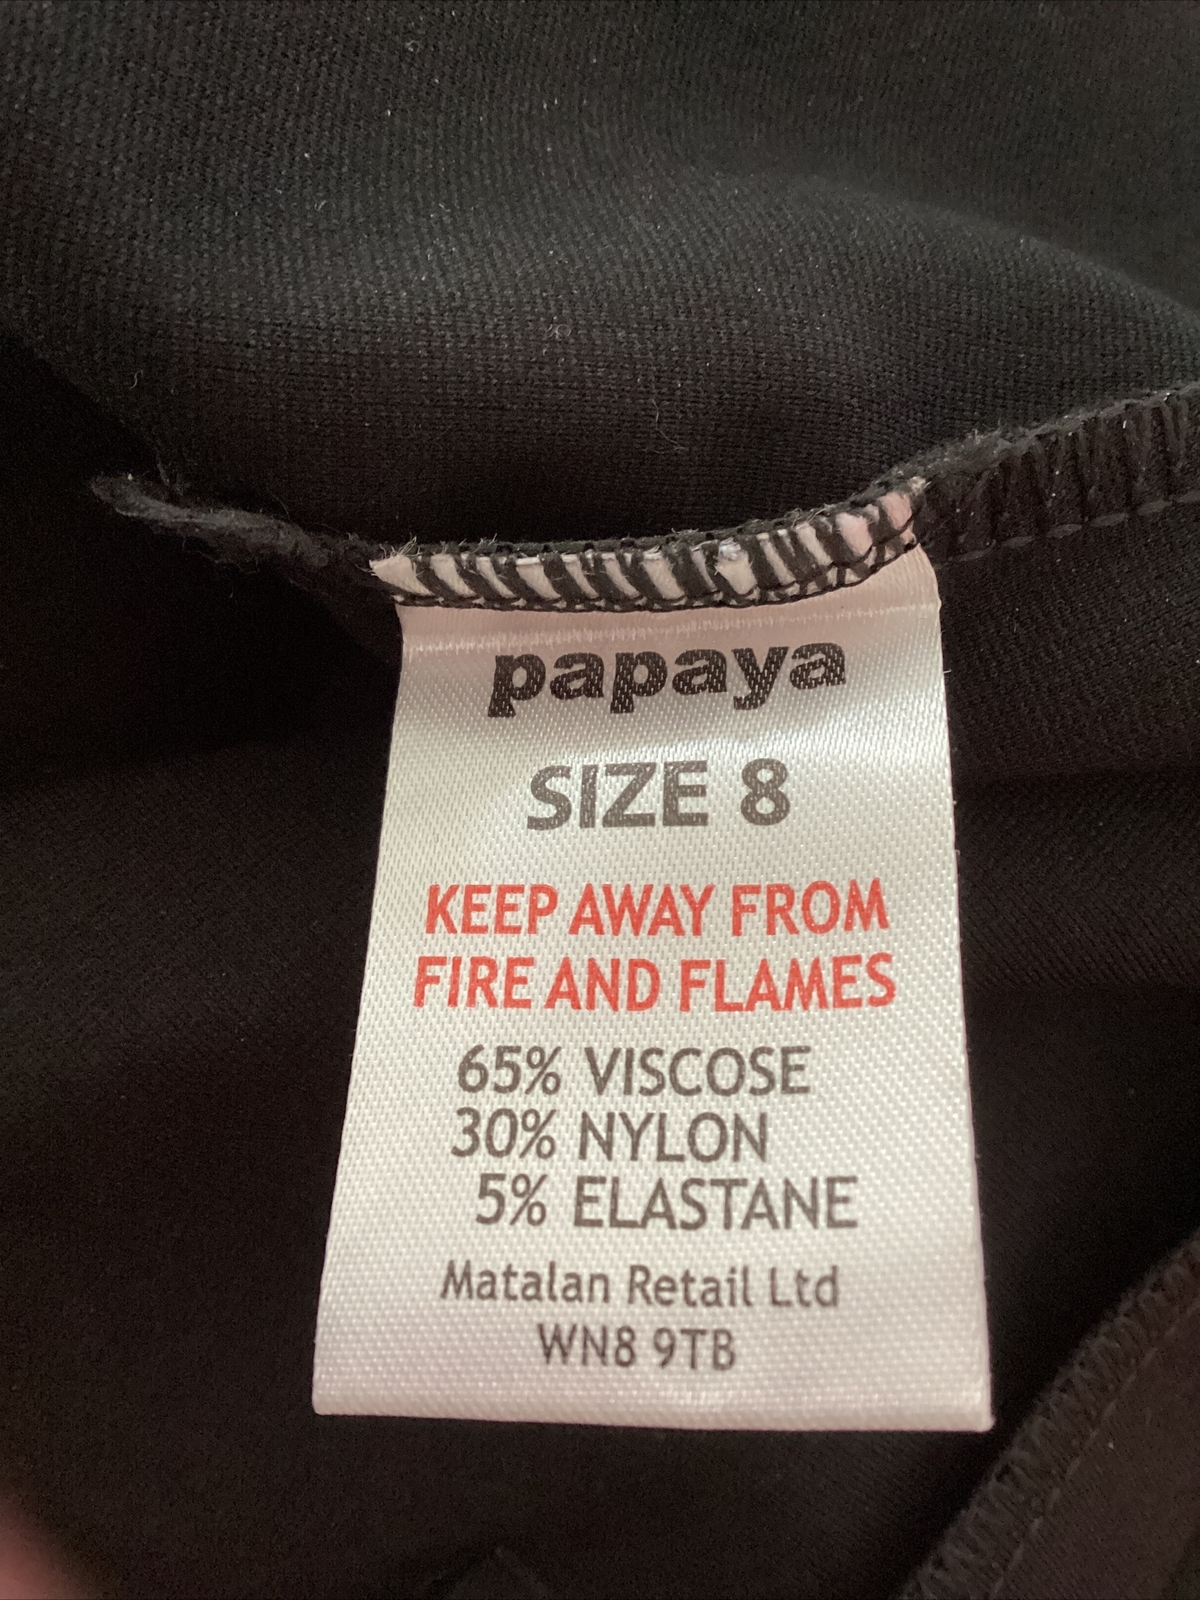 papaya
SIZE 8
KEEP AWAY FROM
FIRE AND FLAMES
65% VISCOSE
30% NYLON
5% ELASTANE
Matalan Retail Ltd
WN8 9TB